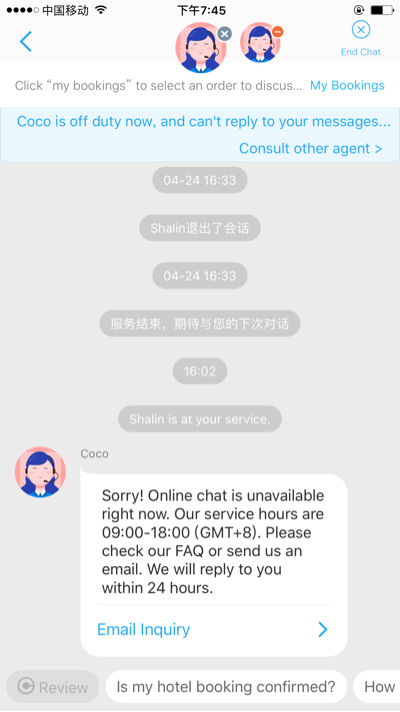 中国移动
下午7:45
End Chat
Click “my bookings” to select an order to discus...
My Bookings
Coco is off duty now, and can't reply to your messages...
Consult other agent >
04-24 16:33
Shalin退出了会话
04-24 16:33
服务结束，期待与您的下次对话
16:02
Shalin is at your service.
Coco
Sorry! Online chat is unavailable
right now. Our service hours are
09:00-18:00 (GMT+8). Please
check our FAQ or send us an
email. We will reply to you
within 24 hours.
Email Inquiry
Review
Is my hotel booking confirmed?
How